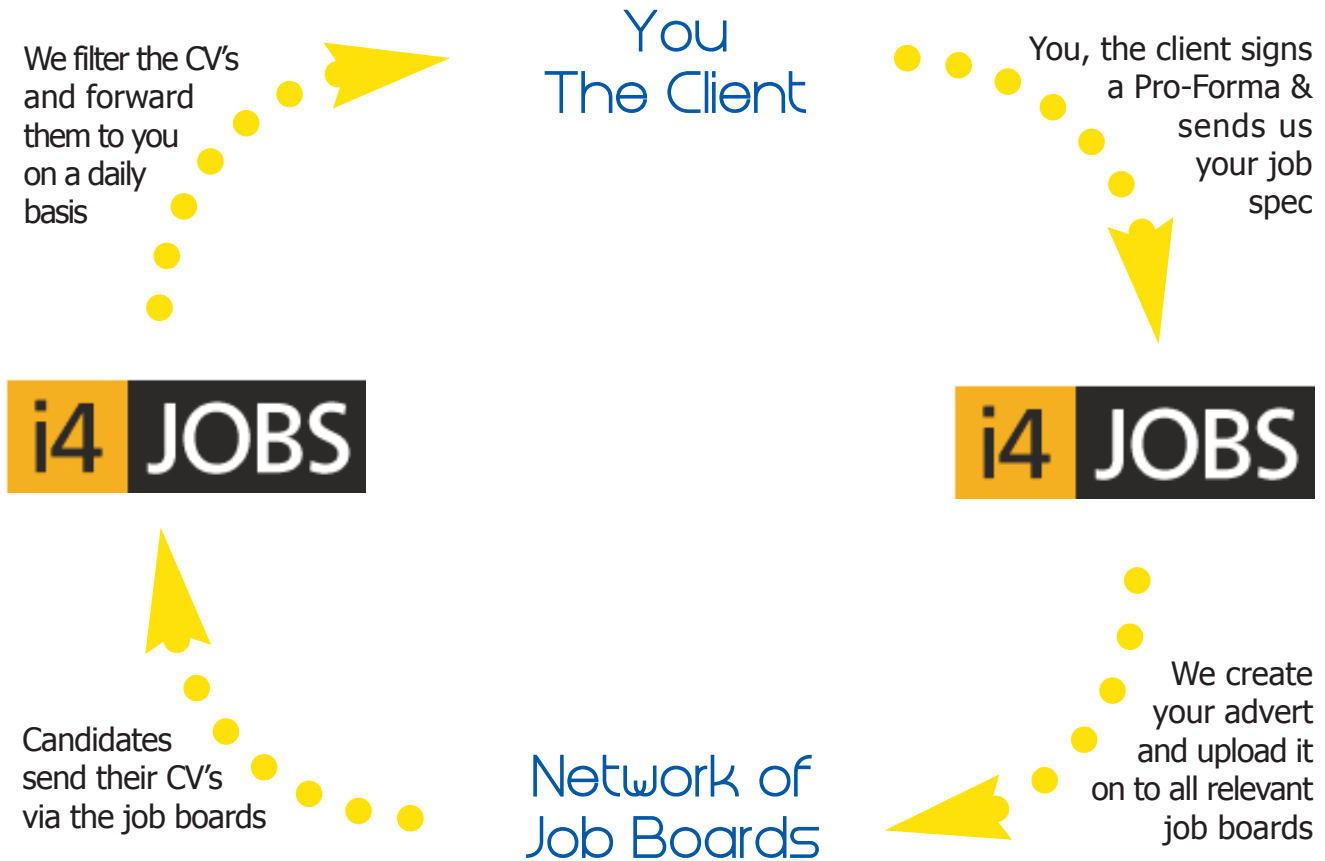 You
The Client
You, the client signs
a Pro-Forma &
sends us
your job
spec
i4 JOBS
We create
your advert
and upload it
on to all relevant
job boards
Network of
Job Boards
Candidates
send their CV's
via the job boards
i4 JOBS
We filter the CV's
and forward
them to you
on a daily
basis